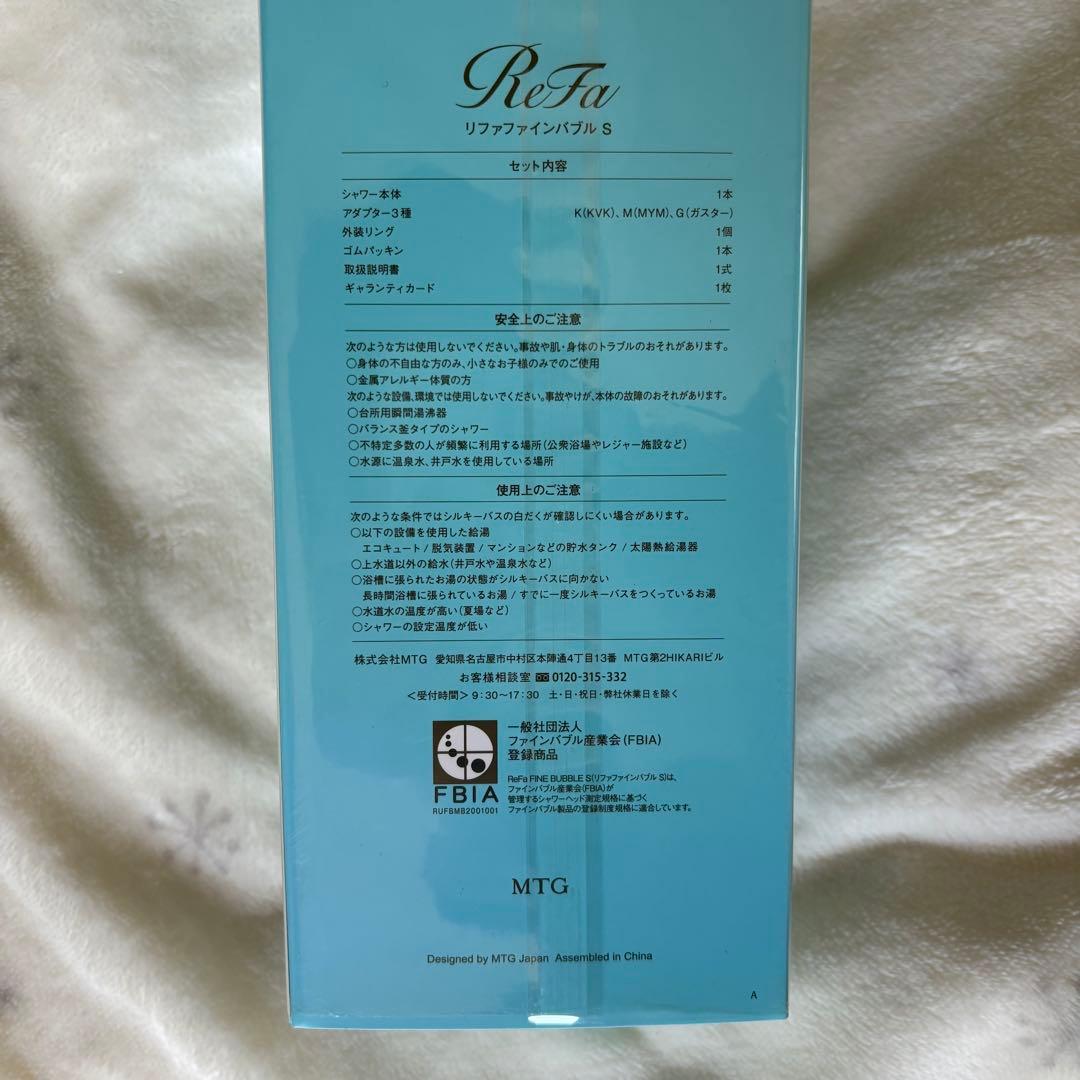 ReFa
リファファインバブル S
セット内容
シャワー本体 1本
アダプター3種 K(KVK)、M(MYM)、G(ガスター)
外装リング 1個
ゴムパッキン 1本
取扱説明書 1式
ギャランティカード 1枚
安全上のご注意
次のような方は使用しないでください。事故や肌・身体のトラブルのおそれがあります。
○身体の不自由な方のみ、小さなお子様のみでのご使用
○金属アレルギー体質の方
次のような設備、環境では使用しないでください。事故やけが、本体の故障のおそれがあります。
○台所用瞬間湯沸器
○バランス釜タイプのシャワー
○不特定多数の人が頻繁に利用する場所(公衆浴場やレジャー施設など)
○水源に温泉水、井戸水を使用している場所
使用上のご注意
次のような条件ではシルキーバスの白だくが確認しにくい場合があります。
○以下の設備を使用した給湯
エコキュート / 脱気装置 / マンションなどの貯水タンク / 太陽熱給湯器
○上水道以外の給水(井戸水や温泉水など)
○浴槽に張られたお湯の状態がシルキーバスに向かない
長時間浴槽に張られているお湯 / すでに一度シルキーバスをつくっているお湯
○水道水の温度が高い(夏場など)
○シャワーの設定温度が低い
株式会社MTG 愛知県名古屋市中村区本陣通4丁目13番 MTG第2HIKARIビル
お客様相談室 0120-315-332
<受付時間> 9:30~17:30 土・日・祝日・弊社休業日を除く
一般社団法人
ファインバブル産業会(FBIA)
登録商品
FBIA
RUFBMB2001001
ReFa FINE BUBBLE S(リファファインバブル S)は、
ファインバブル産業会(FBIA)が
管理するシャワーヘッド測定規格に基づく
ファインバブル製品の登録制度規格に適合しています。
MTG
Designed by MTG Japan Assembled in China
A